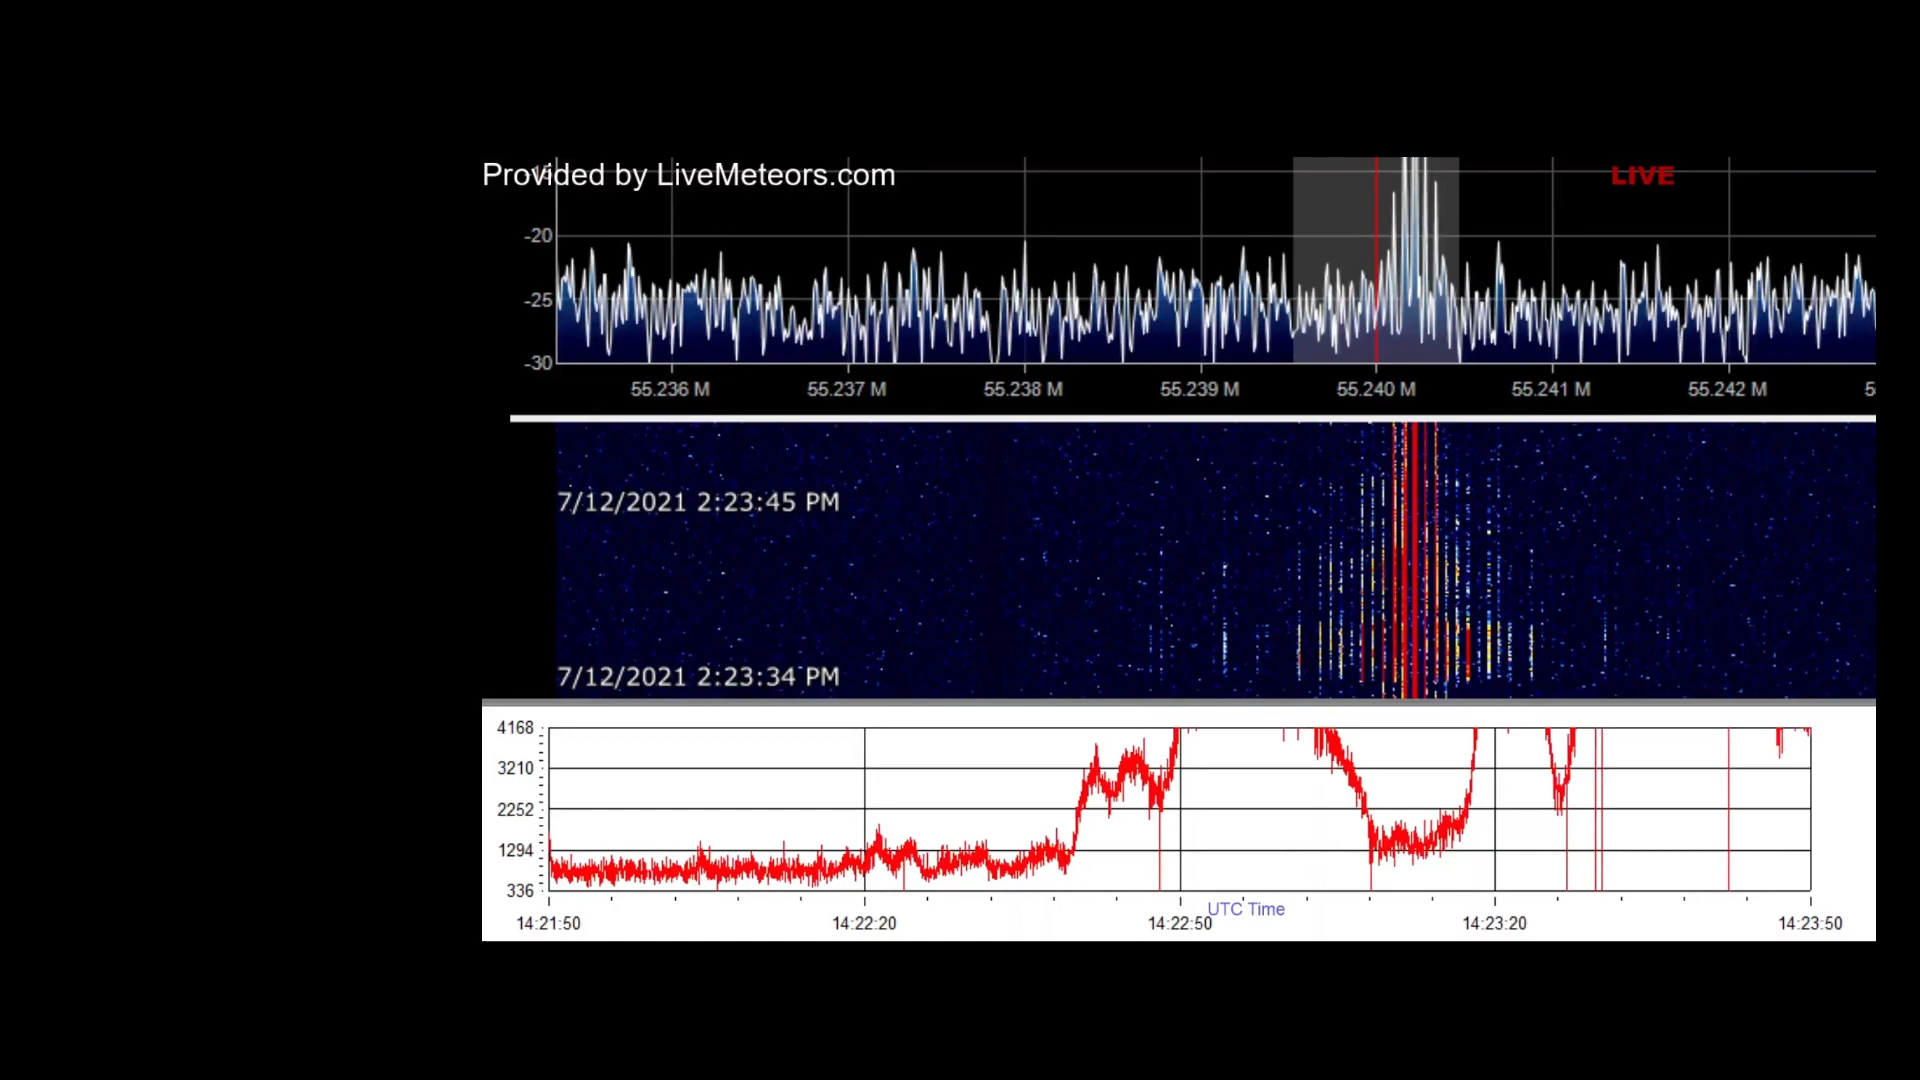 Provided by LiveMeteors.com
LIVE
-20
-25
-30
55.236 M 55.237 M 55.238 M 55.239 M 55.240 M 55.241 M 55.242 M 5
7/12/2021 2:23:45 PM
7/12/2021 2:23:34 PM
4168
3210
2252
1294
336
UTC Time
14:21:50 14:22:20 14:22:50 14:23:20 14:23:50